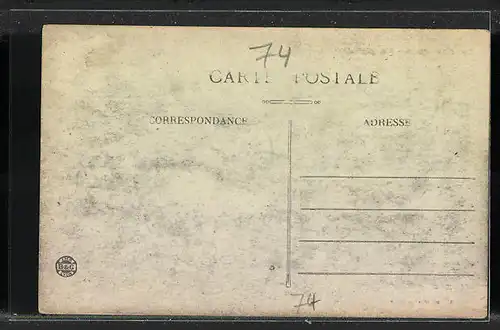 74
CARTE POSTALE
CORRESPONDANCE
ADRESSE
B & G
74